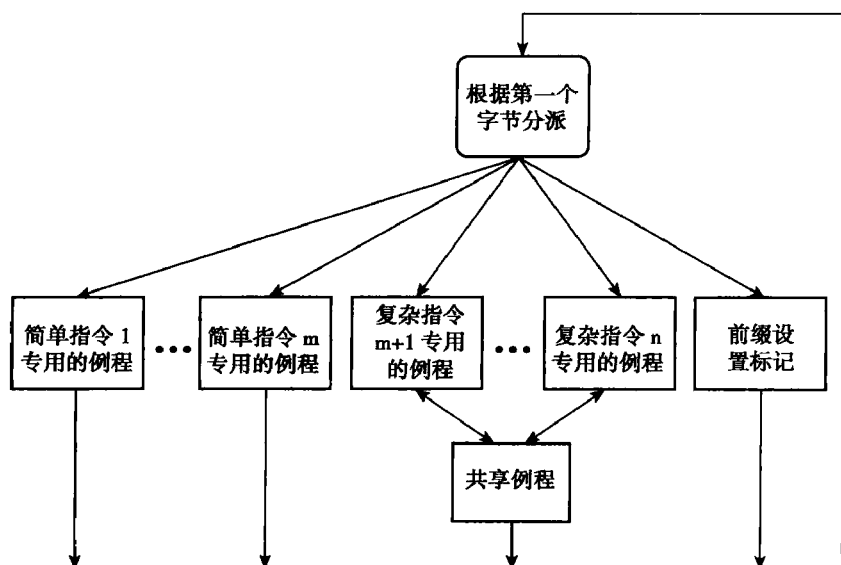 根据第一个
字节分派
简单指令 1
专用的例程
•••
简单指令 m
专用的例程
复杂指令
m+1 专用
的例程
•••
复杂指令 n
专用的例程
前缀设
置标记
共享例程